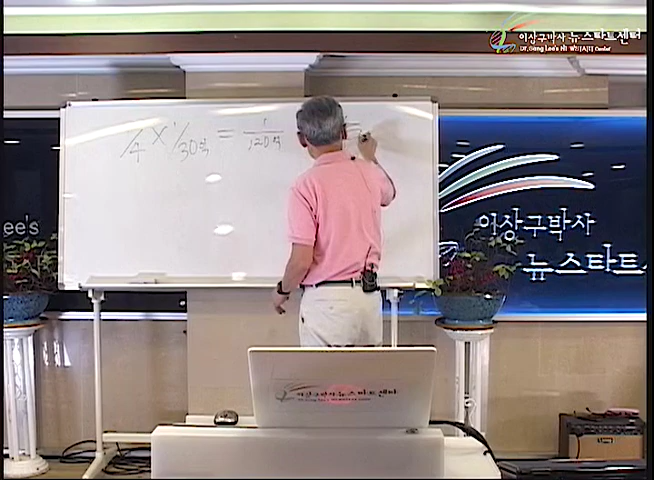 이상구박사 뉴스타트센터
Dr. Sang Lee's NEWSTART Center
1/4 X 1/30억 = 1/120억
=
ee's
이상구박사
뉴스타트
이상구박사 뉴스타트센터